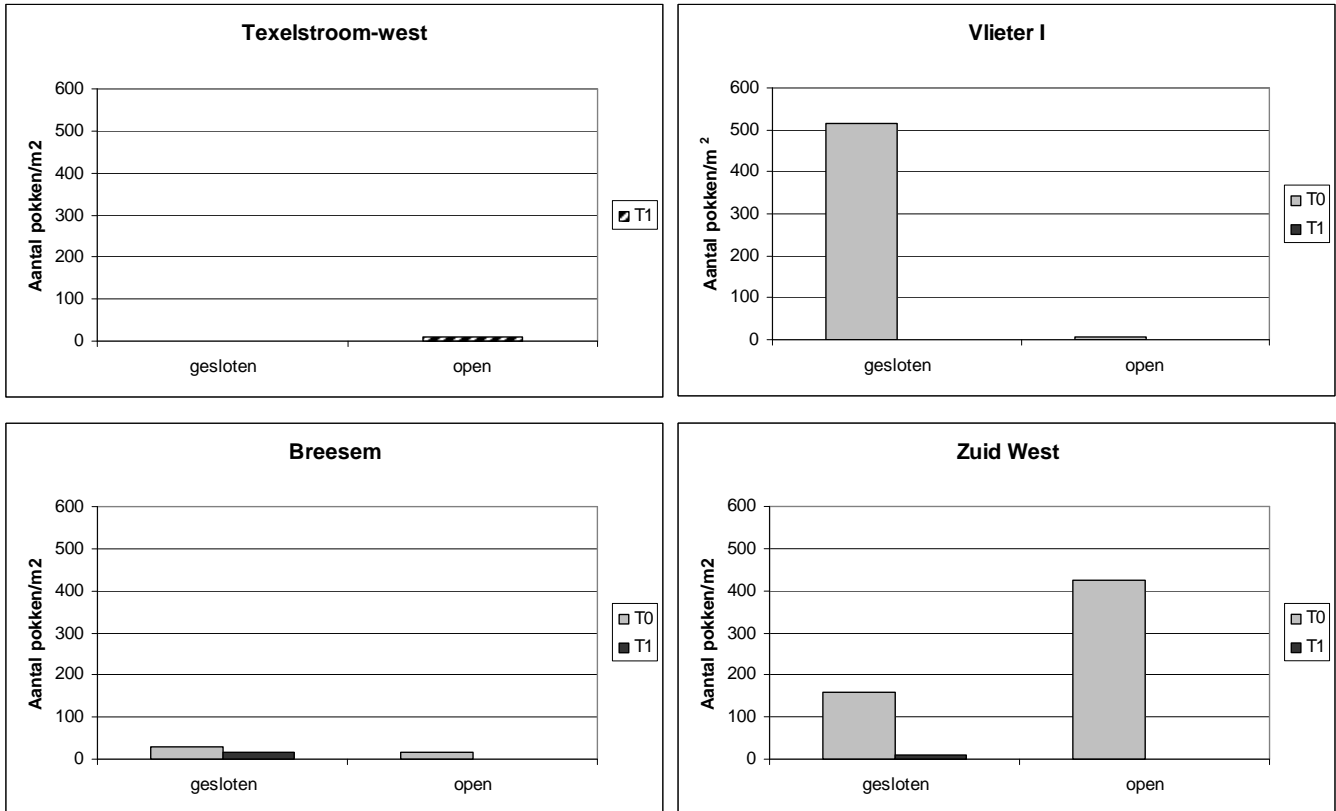 Texelstroom-west
Aantal pokken/m2
600
500
400
300
200
100
0
gesloten open
T1
Vlieter I
Aantal pokken/m²
600
500
400
300
200
100
0
gesloten open
T0
T1
Breesem
Aantal pokken/m2
600
500
400
300
200
100
0
gesloten open
T0
T1
Zuid West
Aantal pokken/m2
600
500
400
300
200
100
0
gesloten open
T0
T1